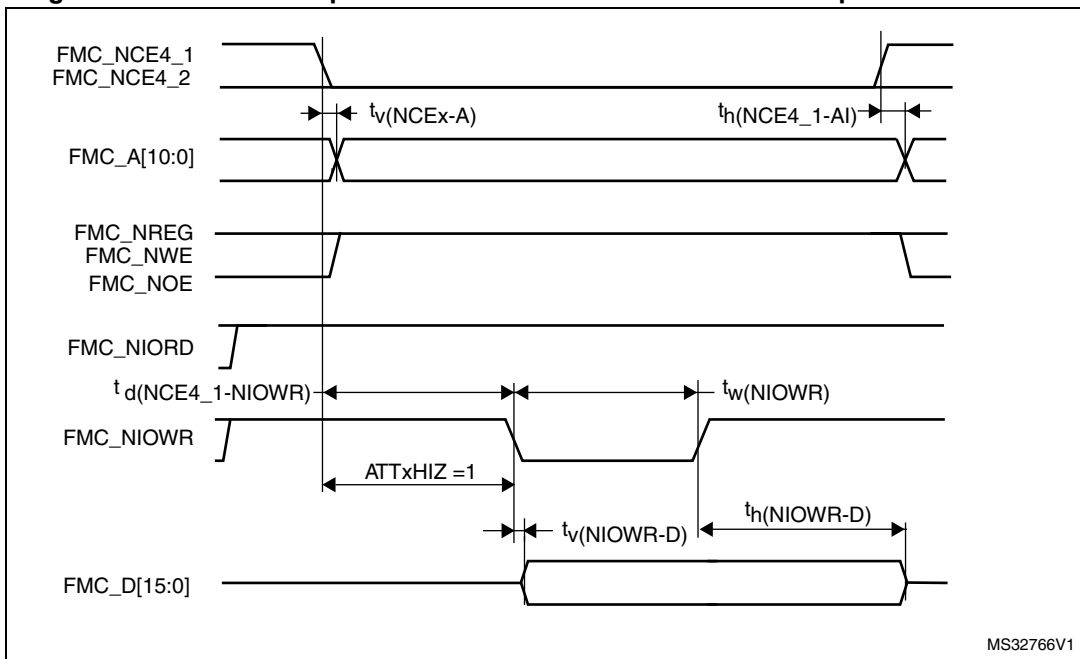 FMC_NCE4_1
FMC_NCE4_2
tv(NCEx-A)
th(NCE4_1-AI)
FMC_A[10:0]
FMC_NREG
FMC_NWE
FMC_NOE
FMC_NIORD
td(NCE4_1-NIOWR)
tw(NIOWR)
FMC_NIOWR
ATTxHIZ =1
th(NIOWR-D)
tv(NIOWR-D)
FMC_D[15:0]
MS32766V1